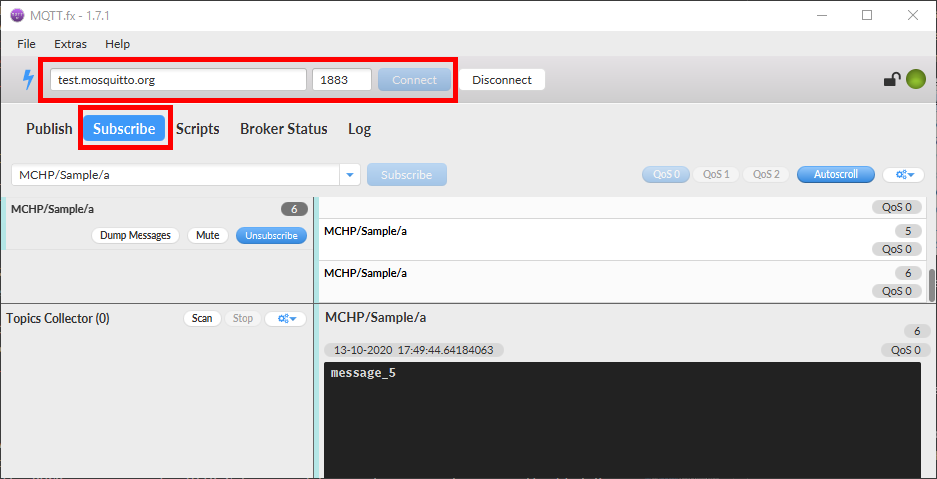 MQTT.fx - 1.7.1
File Extras Help
test.mosquitto.org 1883 Connect Disconnect
Publish Subscribe Scripts Broker Status Log
MCHP/Sample/a Subscribe QoS 0 QoS 1 QoS 2 Autoscroll
MCHP/Sample/a 6
Dump Messages Mute Unsubscribe
QoS 0
MCHP/Sample/a 5
QoS 0
MCHP/Sample/a 6
QoS 0
Topics Collector (0) Scan Stop
MCHP/Sample/a
6
13-10-2020 17:49:44.64184063 QoS 0
message_5